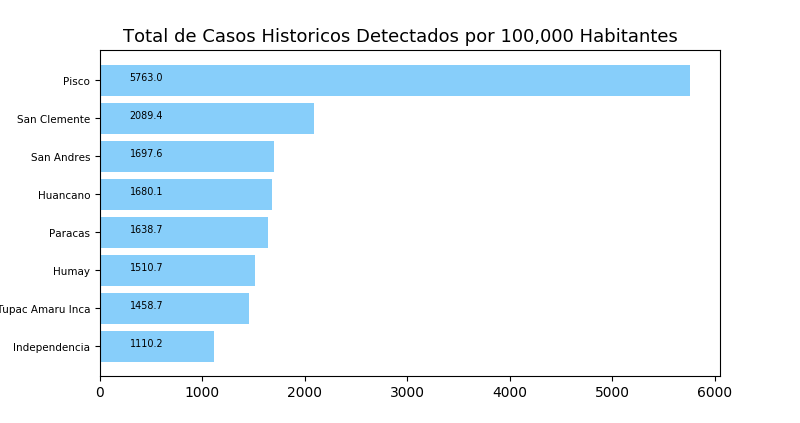 Total de Casos Historicos Detectados por 100,000 Habitantes
Pisco 5763.0
San Clemente 2089.4
San Andres 1697.6
Huancano 1680.1
Paracas 1638.7
Humay 1510.7
Tupac Amaru Inca 1458.7
Independencia 1110.2
0 1000 2000 3000 4000 5000 6000